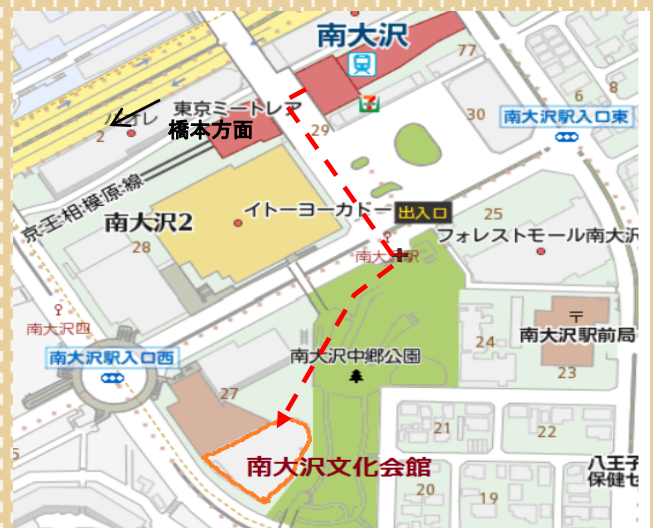 南大沢
77
6
8
30
南大沢駅入口東
東京ミートレア
2
橋本方面
29
京王相模原線
南大沢2
イトーヨーカドー
出入口
25
フォレストモール南大沢
28
南大沢駅
南大沢四
〒
南大沢駅前局
24
23
南大沢駅入口西
南大沢中郷公園
27
21
22
南大沢文化会館
八王子
保健セ
20
19
5